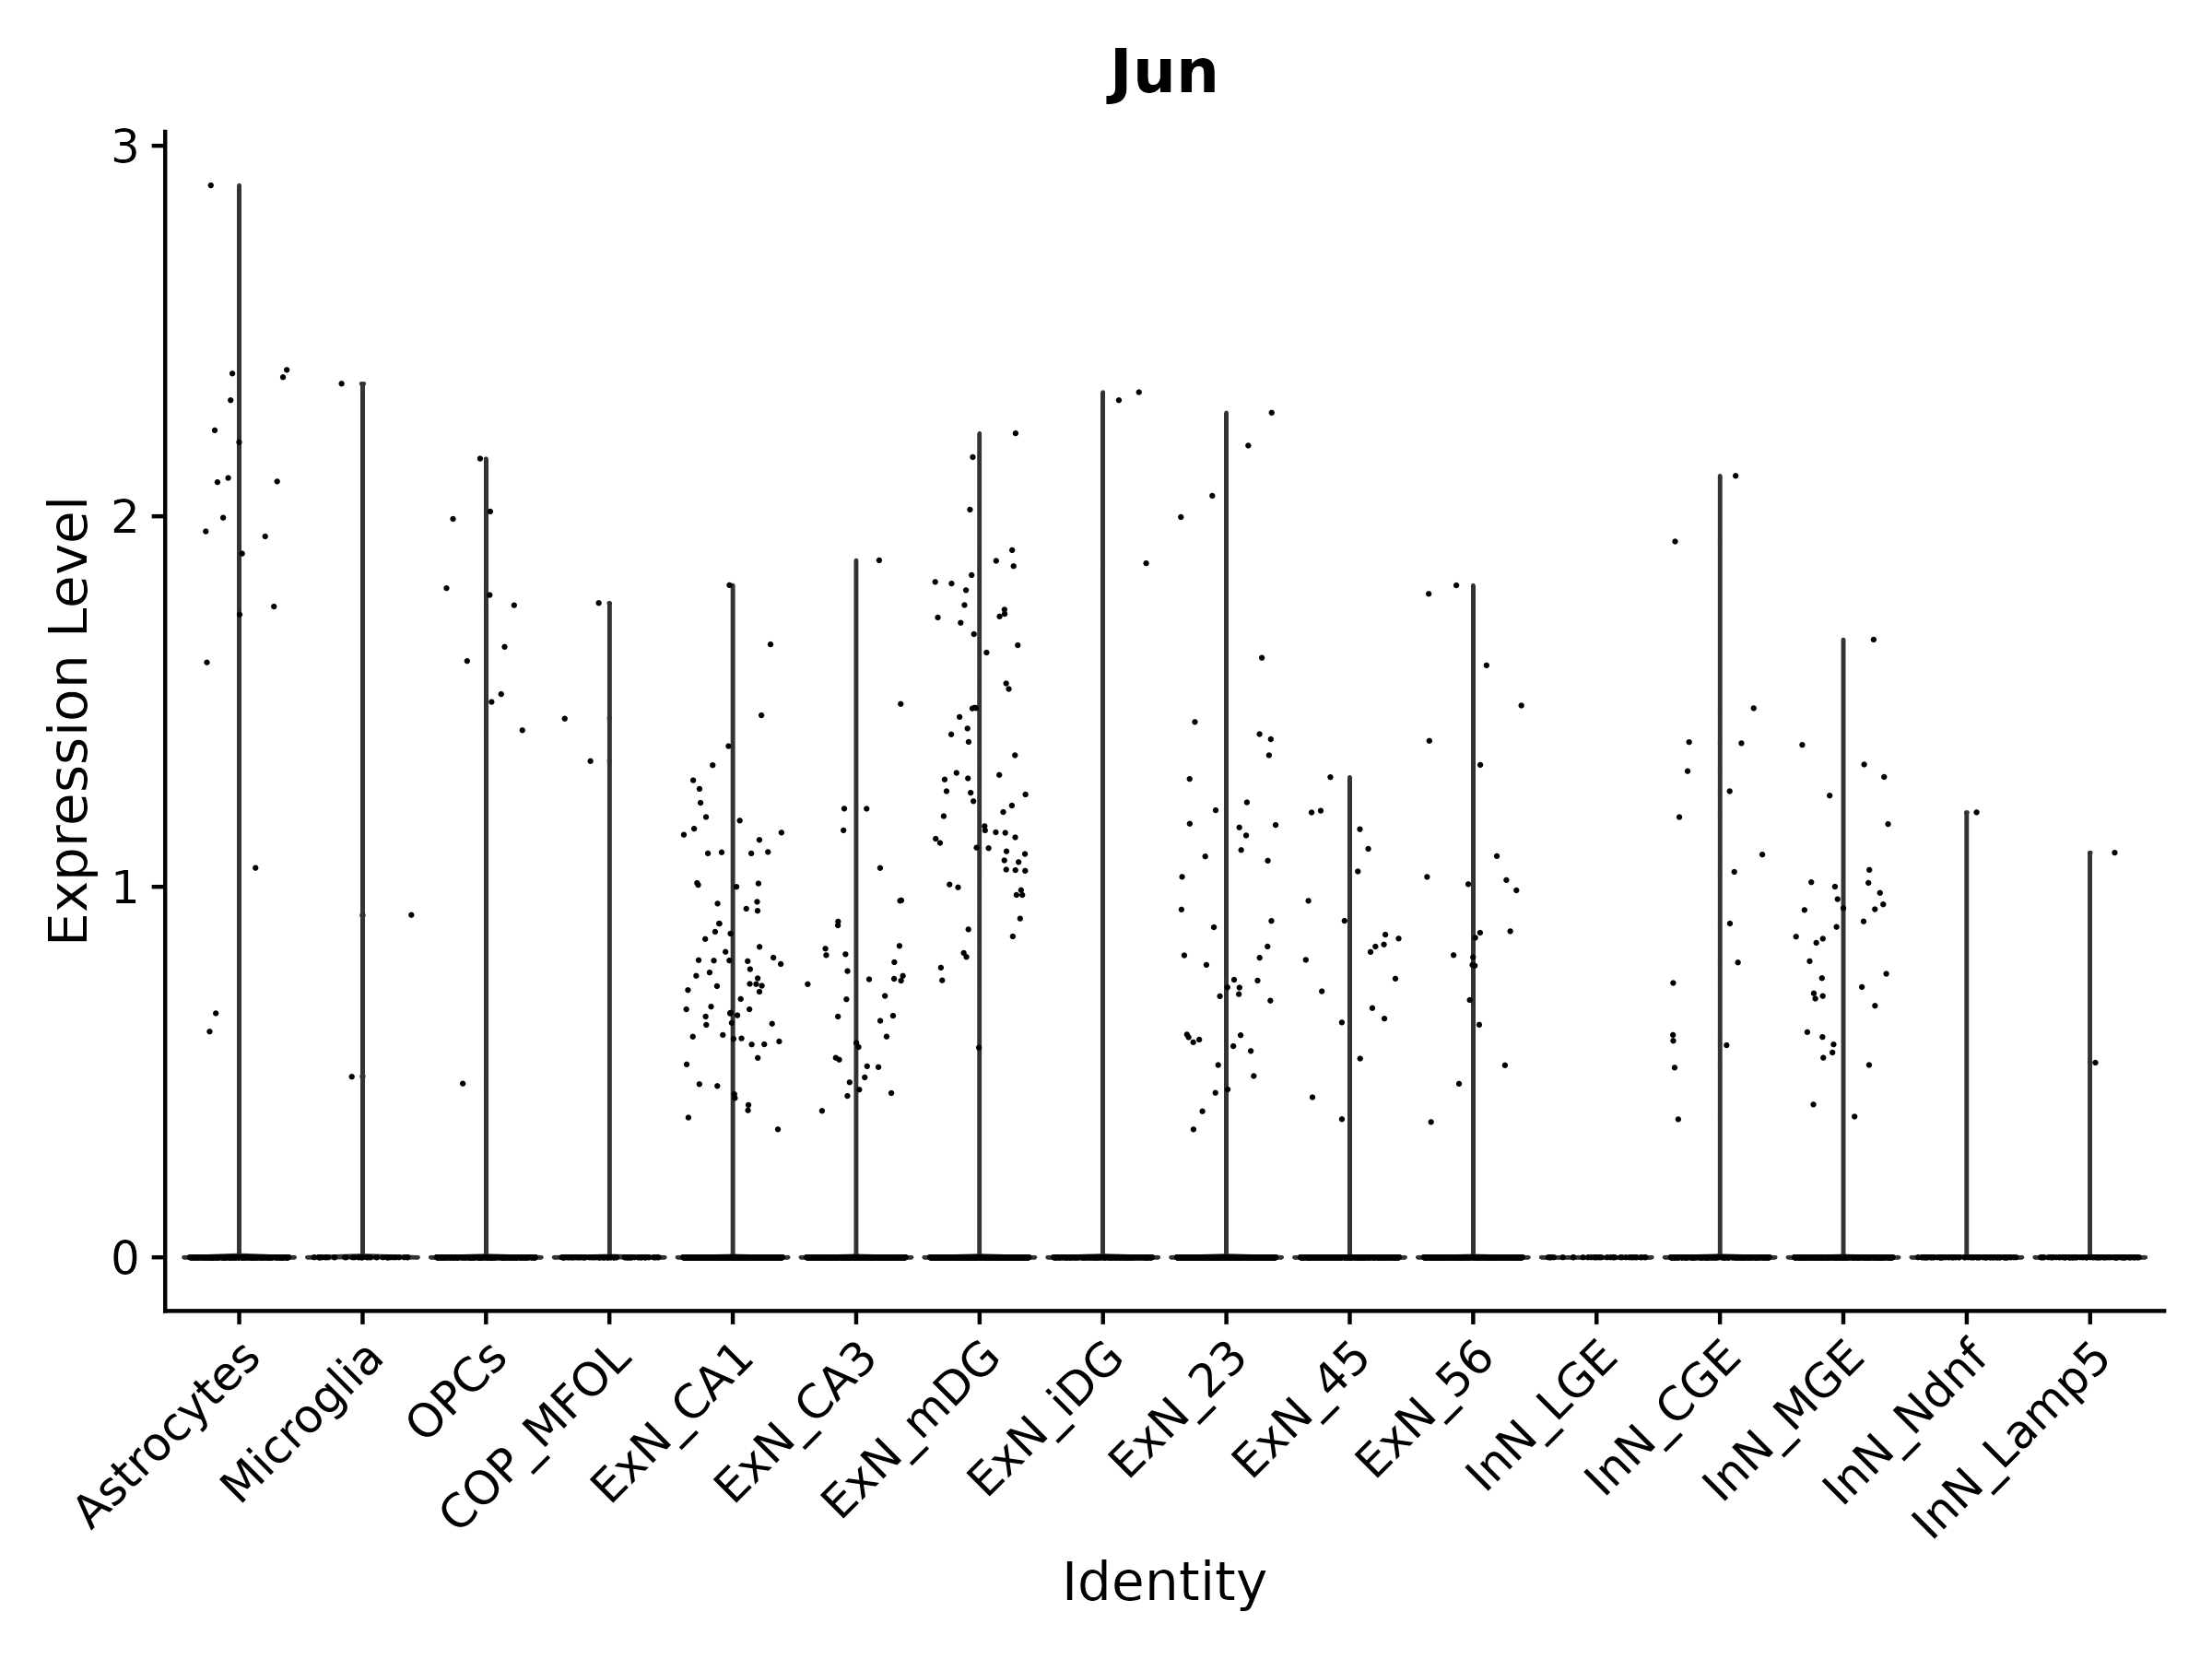 Jun
Expression Level
3
2
1
0
Astrocytes
Microglia
OPCs
COP_MFOL
ExN_CA1
ExN_CA3
ExN_mDG
ExN_iDG
ExN_23
ExN_45
ExN_56
InN_LGE
InN_CGE
InN_MGE
InN_Ndnf
InN_Lamp5
Identity